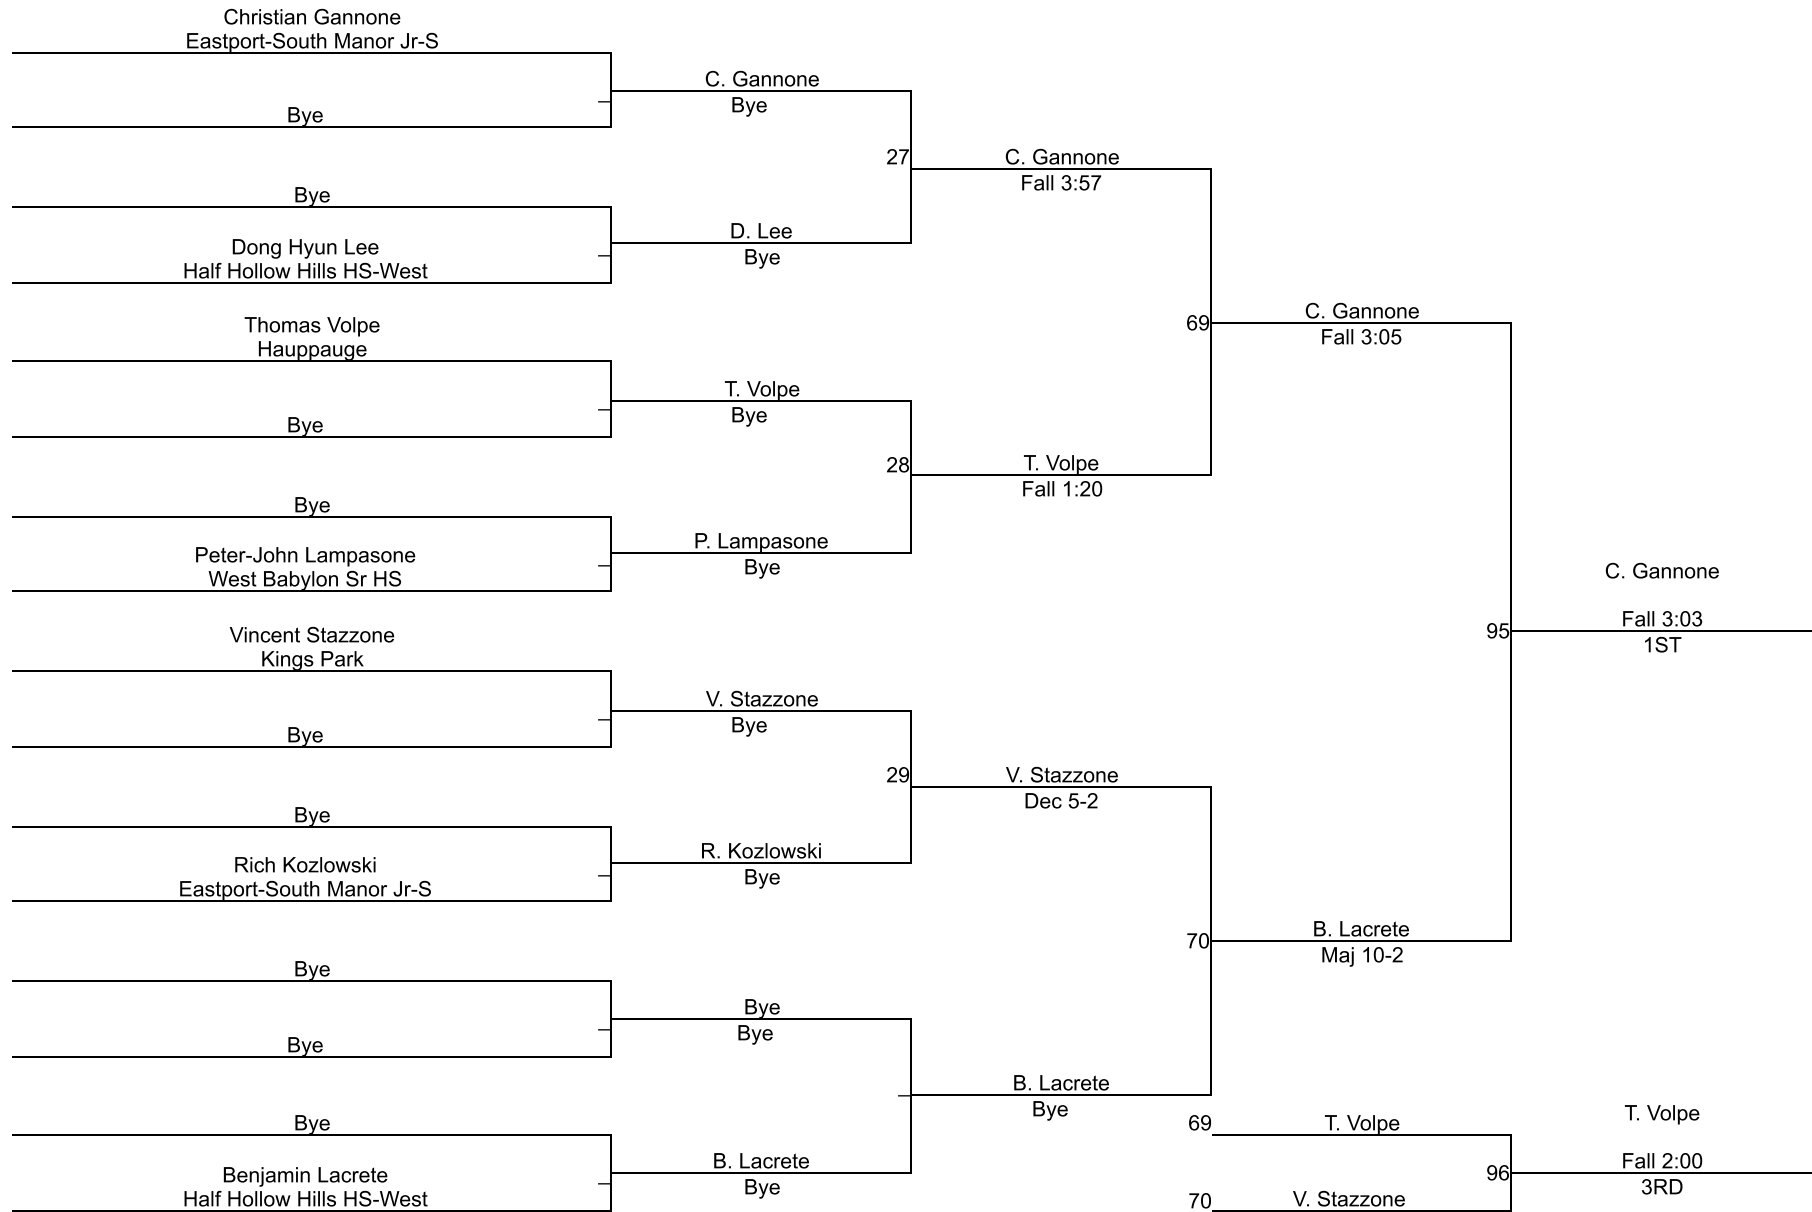 Christian Gannone
Eastport-South Manor Jr-S
Bye
Bye
Dong Hyun Lee
Half Hollow Hills HS-West
Thomas Volpe
Hauppauge
Bye
Bye
Peter-John Lampasone
West Babylon Sr HS
Vincent Stazzone
Kings Park
Bye
Bye
Rich Kozlowski
Eastport-South Manor Jr-S
Bye
Bye
Bye
Benjamin Lacrete
Half Hollow Hills HS-West
C. Gannone
Bye
27
D. Lee
Bye
T. Volpe
Bye
28
P. Lampasone
Bye
V. Stazzone
Bye
29
R. Kozlowski
Bye
Bye
Bye
B. Lacrete
Bye
C. Gannone
Fall 3:57
69
T. Volpe
Fall 1:20
V. Stazzone
Dec 5-2
70
B. Lacrete
Bye
C. Gannone
Fall 3:05
95
B. Lacrete
Maj 10-2
C. Gannone
Fall 3:03
1ST
69
T. Volpe
96
70
V. Stazzone
T. Volpe
Fall 2:00
3RD